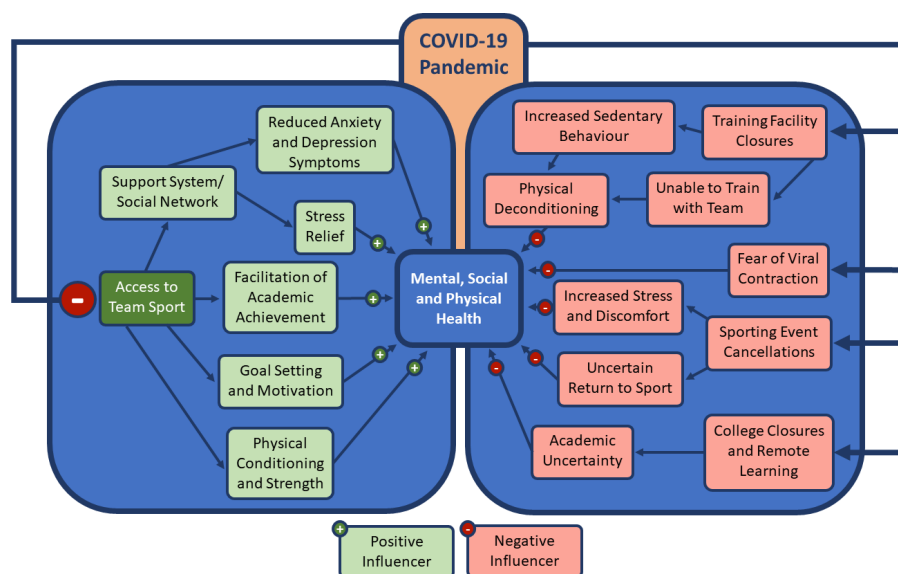 COVID-19
Pandemic
Reduced Anxiety
and Depression
Symptoms
Support System/
Social Network
Stress
Relief
Access to
Team Sport
Facilitation of
Academic
Achievement
Goal Setting
and Motivation
Physical
Conditioning
and Strength
Mental, Social
and Physical
Health
Increased Sedentary
Behaviour
Training Facility
Closures
Physical
Deconditioning
Unable to Train
with Team
Fear of Viral
Contraction
Increased Stress
and Discomfort
Sporting Event
Cancellations
Uncertain
Return to Sport
Academic
Uncertainty
College Closures
and Remote
Learning
Positive
Influencer
Negative
Influencer